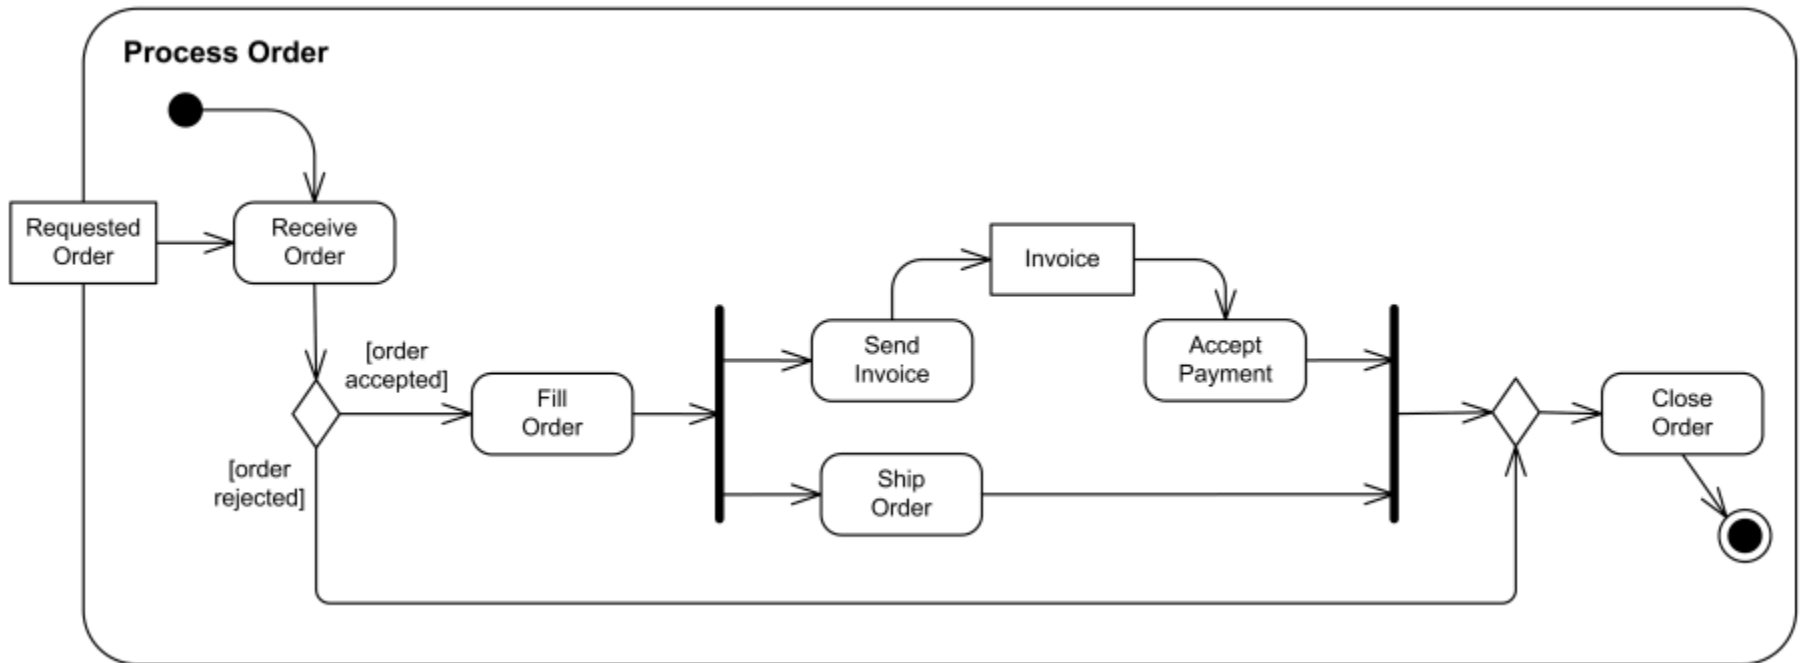 Process Order
Requested
Order
Receive
Order
[order
accepted]
[order
rejected]
Fill
Order
Send
Invoice
Invoice
Accept
Payment
Ship
Order
Close
Order